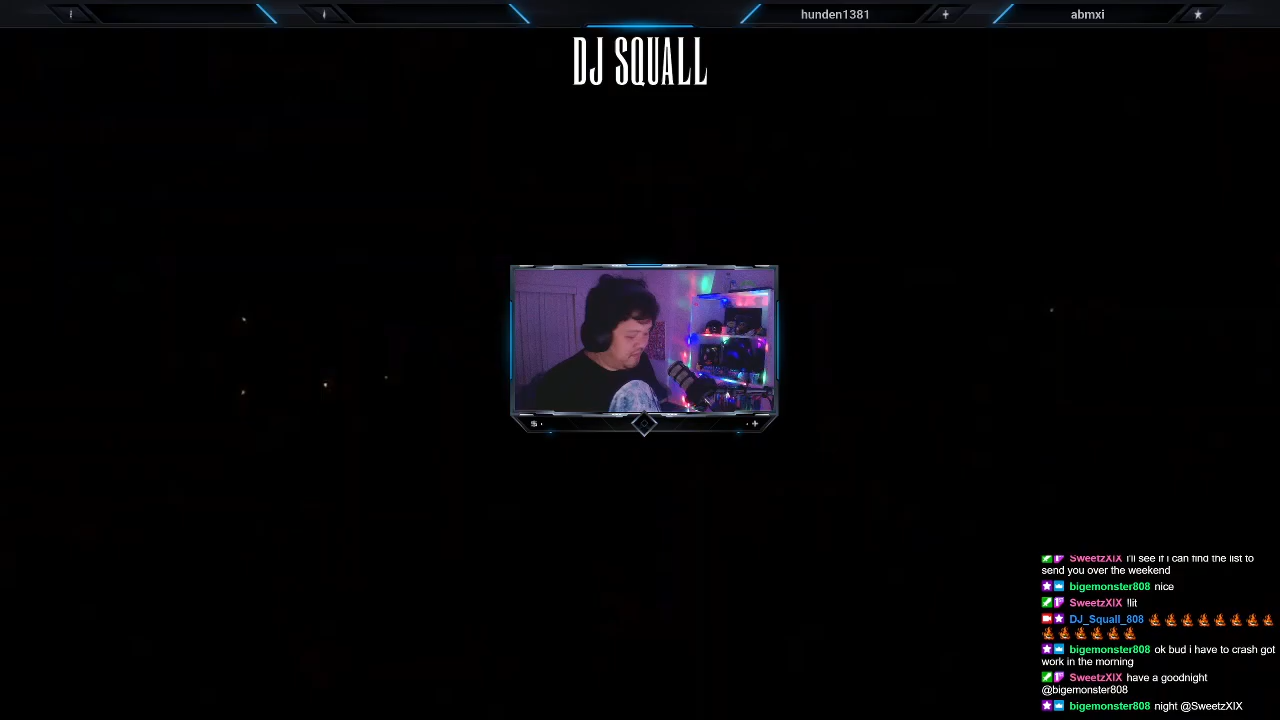 hunden1381
abmxi
DJ SQUALL
SweetzXIX I'll see if i can find the list to
send you over the weekend
bigemonster808 nice
SweetzXIX !lit
DJ_Squall_808
bigemonster808 ok bud i have to crash got
work in the morning
SweetzXIX have a goodnight
@bigemonster808
bigemonster808 night @SweetzXIX